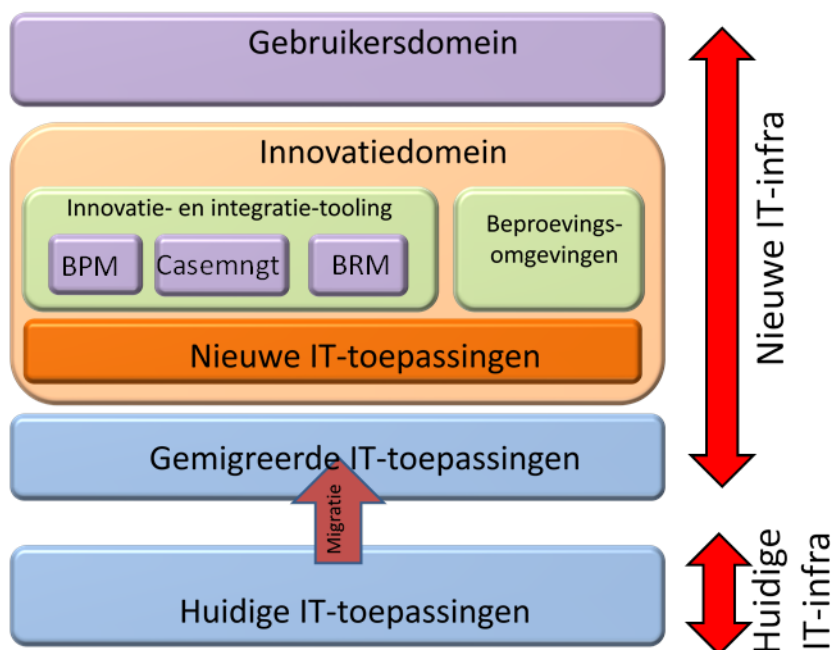 Gebruikersdomein
Innovatiedomein
Innovatie- en integratie-tooling
BPM
Casemngt
BRM
Beproevings-
omgevingen
Nieuwe IT-toepassingen
Gemigreerde IT-toepassingen
Migratie
Huidige IT-toepassingen
Nieuwe IT-infra
Huidige
IT-infra